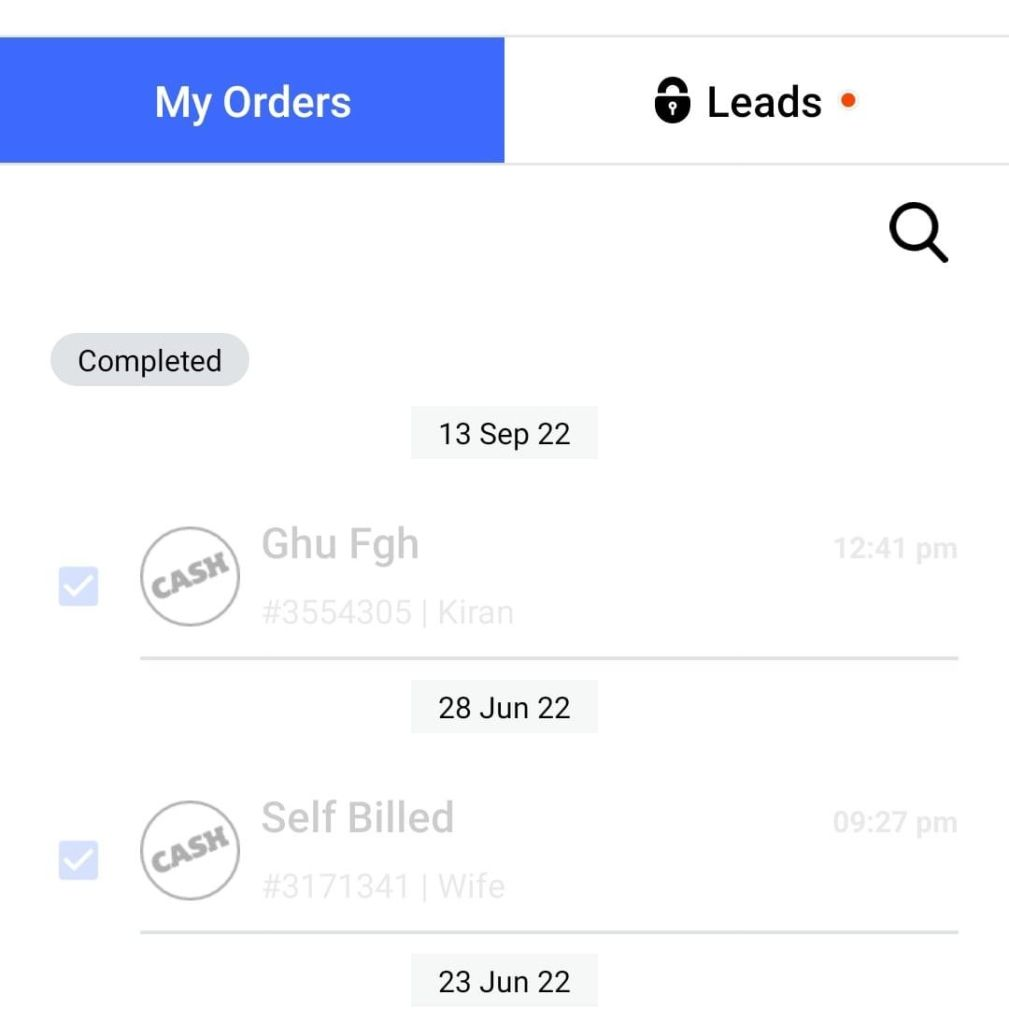 My Orders
Leads
Completed
13 Sep 22
CASH
Ghu Fgh
12:41 pm
#3554305 | Kiran
28 Jun 22
CASH
Self Billed
09:27 pm
#3171341 | Wife
23 Jun 22